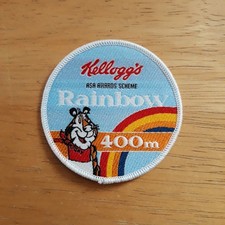 Kellogg's
ASA AWARDS SCHEME
Rainbow
400m